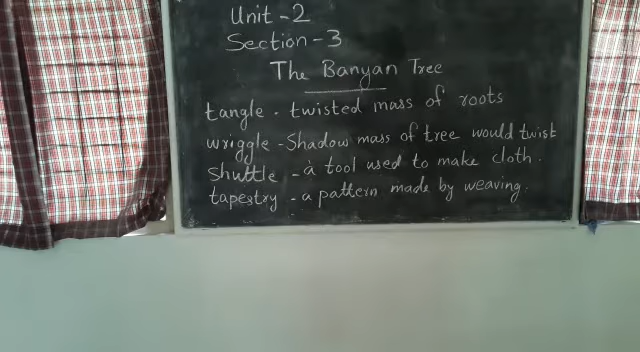 Unit - 2
Section - 3
The Banyan Tree
tangle - twisted mass of roots
wriggle - Shadow mass of tree would twist
shuttle - a tool used to make cloth.
tapestry - a pattern made by weaving.